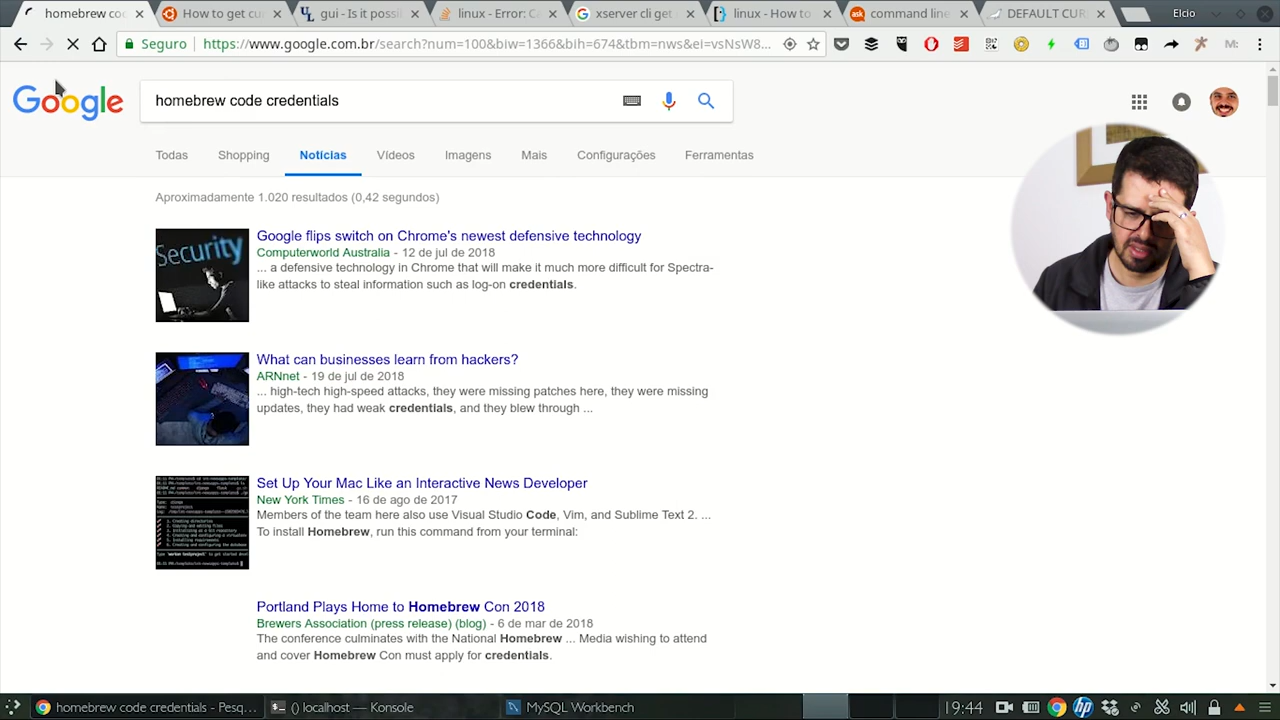 homebrew cod
How to get cu
gui - Is it possi
linux - Error: C
xserver cli get
linux - How to
command line
DEFAULT CUR
Elcio
Seguro
https://www.google.com.br/search?num=100&biw=1366&bih=674&tbm=nws&ei=vsNsW8...
Google
homebrew code credentials
Todas
Shopping
Notícias
Vídeos
Imagens
Mais
Configurações
Ferramentas
Aproximadamente 1.020 resultados (0,42 segundos)
Security
Google flips switch on Chrome's newest defensive technology
Computerworld Australia - 12 de jul de 2018
... a defensive technology in Chrome that will make it much more difficult for Spectra-
like attacks to steal information such as log-on credentials.
What can businesses learn from hackers?
ARNnet - 19 de jul de 2018
... high-tech high-speed attacks, they were missing patches here, they were missing
updates, they had weak credentials, and they blew through ...
Set Up Your Mac Like an Interactive News Developer
New York Times - 16 de ago de 2017
Members of the team here also use Visual Studio Code, Vim, and Sublime Text 2. ...
To install Homebrew, run this command from your terminal:
Portland Plays Home to Homebrew Con 2018
Brewers Association (press release) (blog) - 6 de mar de 2018
The conference culminates with the National Homebrew ... Media wishing to attend
and cover Homebrew Con must apply for credentials.
homebrew code credentials - Pesq...
() localhost — Konsole
MySQL Workbench
19:44